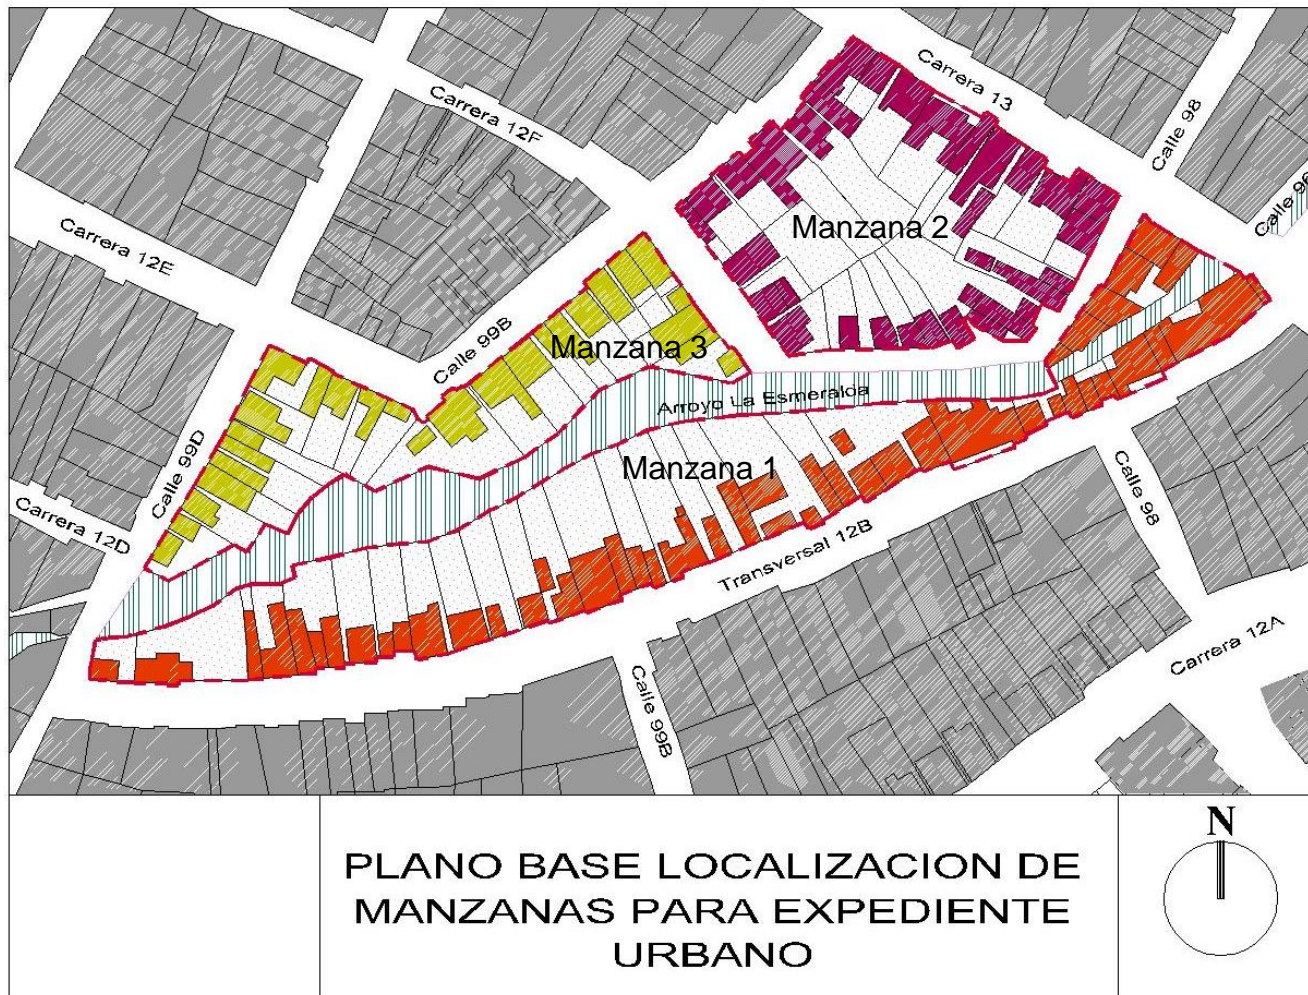 Carrera 13
Calle 98
Carrera 12F
Carrera 12E
Manzana 2
Calle 99B
Manzana 3
Arroyo La Esmeralda
Manzana 1
Calle 99D
Carrera 12D
Calle 98
Transversal 12B
Carrera 12A
Calle 99B
N
PLANO BASE LOCALIZACION DE
MANZANAS PARA EXPEDIENTE
URBANO